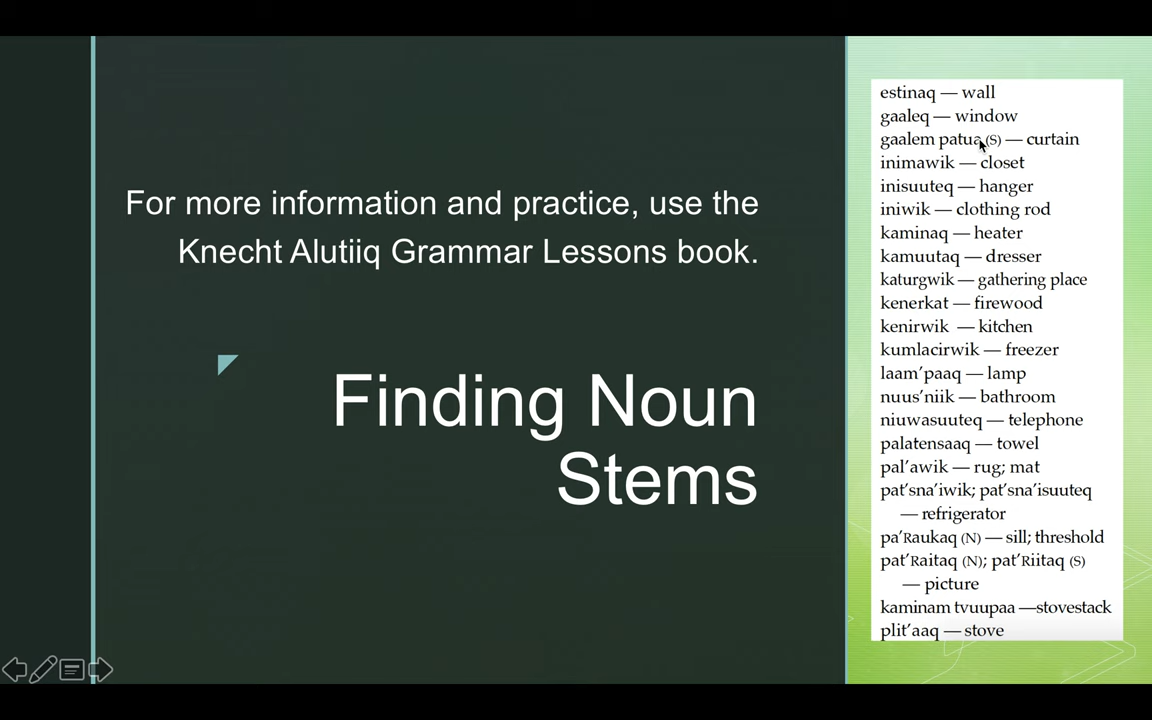 For more information and practice, use the
Knecht Alutiiq Grammar Lessons book.
Finding Noun
Stems
estinaq — wall
gaaleq — window
gaalem patua (S) — curtain
inimawik — closet
inisuuteq — hanger
iniwik — clothing rod
kaminaq — heater
kamuutaq — dresser
katurgwik — gathering place
kenerkat — firewood
kenirwik — kitchen
kumlacirwik — freezer
laam’paaq — lamp
nuus’niik — bathroom
niuwasuuteq — telephone
palatensaaq — towel
pal’awik — rug; mat
pat’sna’iwik; pat’sna’isuuteq
— refrigerator
pa’Raukaq (N) — sill; threshold
pat’Raitaq (N); pat’Riitaq (S)
— picture
kaminam tvuupaa —stovestack
plit’aaq — stove